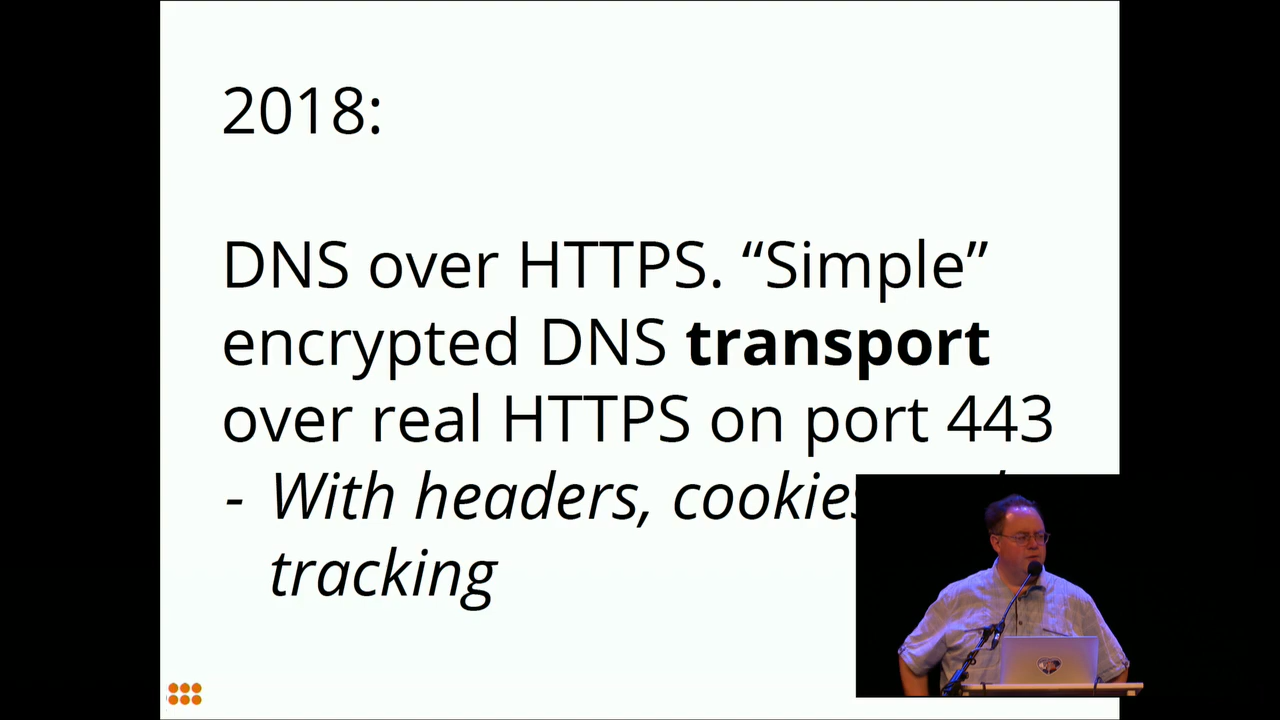 2018:
DNS over HTTPS. “Simple”
encrypted DNS transport
over real HTTPS on port 443
- With headers, cookies
tracking